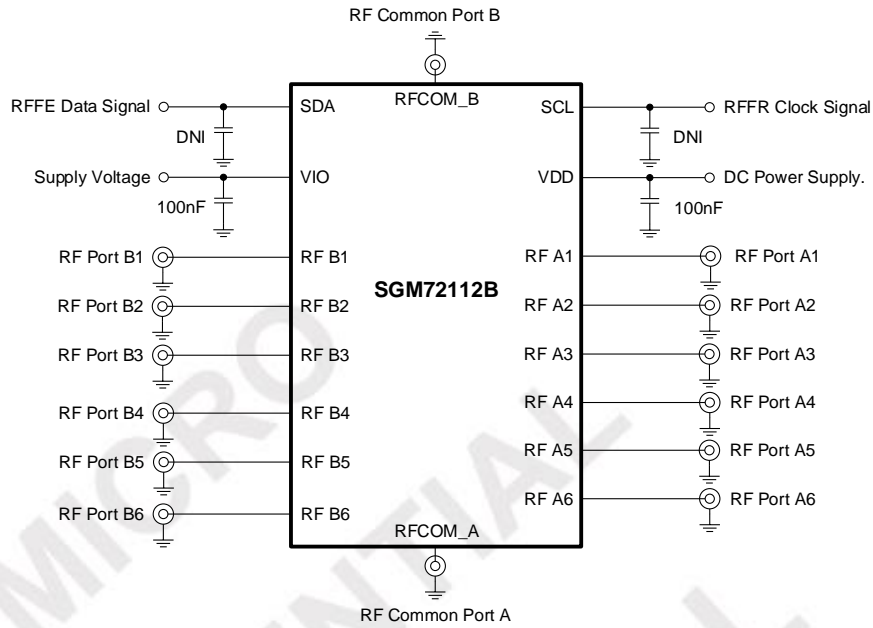 RF Common Port B
RFFE Data Signal
SDA
RFCOM_B
SCL
RFFR Clock Signal
DNI
DNI
Supply Voltage
VIO
VDD
DC Power Supply.
100nF
100nF
RF Port B1
RF B1
RF A1
RF Port A1
SGM72112B
RF Port B2
RF B2
RF A2
RF Port A2
RF Port B3
RF B3
RF A3
RF Port A3
RF Port B4
RF B4
RF A4
RF Port A4
RF Port B5
RF B5
RF A5
RF Port A5
RF Port B6
RF B6
RF A6
RF Port A6
RFCOM_A
RF Common Port A
MICRO
NTIAL